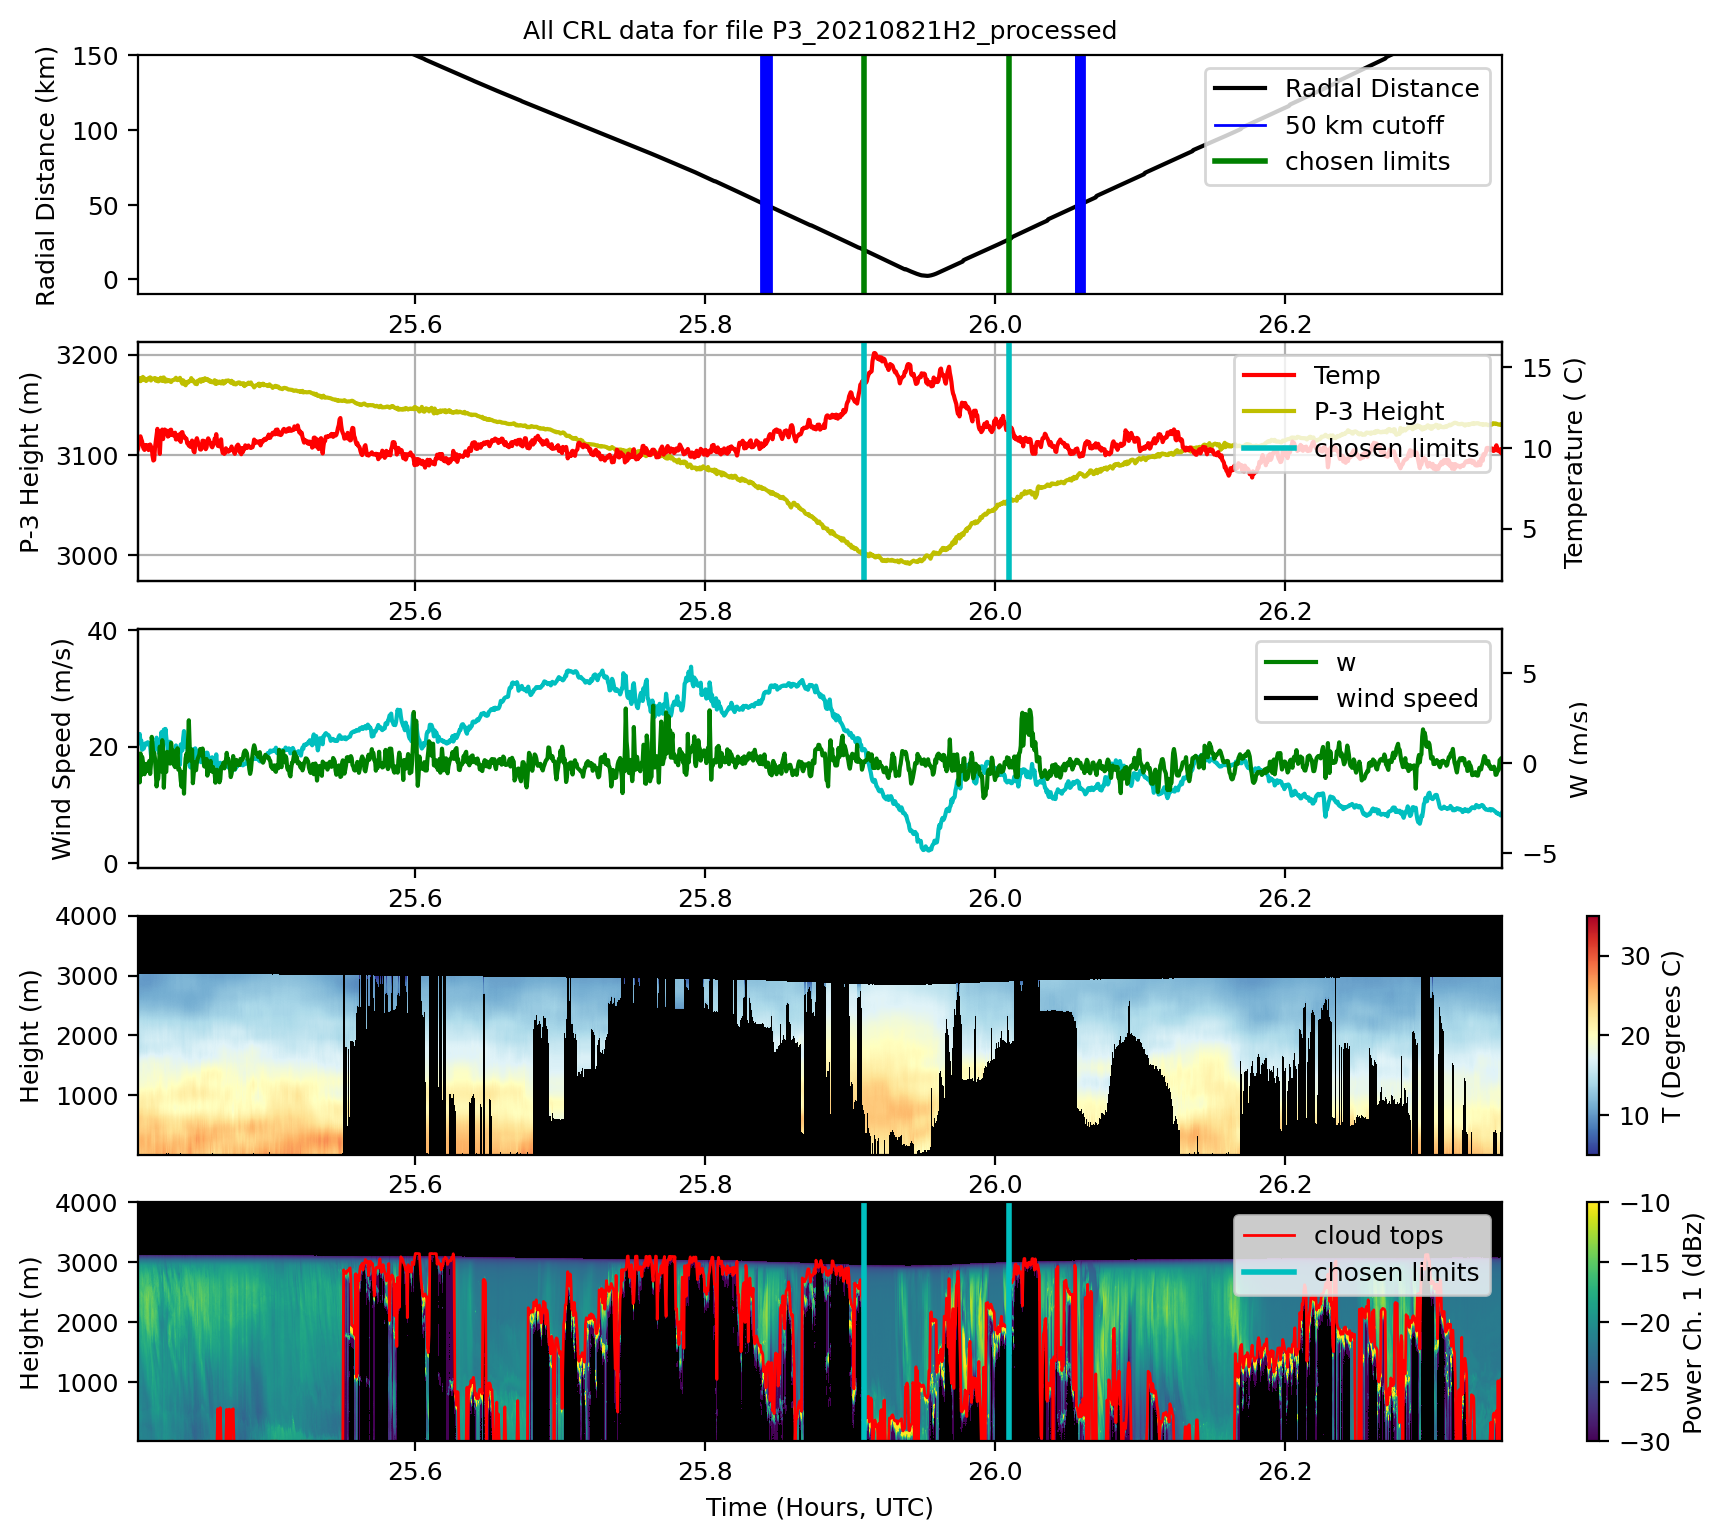 All CRL data for file P3_20210821H2_processed
Radial Distance (km)
150
100
50
0
25.6 25.8 26.0 26.2
Radial Distance
50 km cutoff
chosen limits
P-3 Height (m)
3200
3100
3000
Temp
P-3 Height
chosen limits
15
10
5
Temperature ( C)
25.6 25.8 26.0 26.2
Wind Speed (m/s)
40
20
0
w
wind speed
5
0
−5
W (m/s)
25.6 25.8 26.0 26.2
Height (m)
4000
3000
2000
1000
30
20
10
T (Degrees C)
25.6 25.8 26.0 26.2
Height (m)
4000
3000
2000
1000
cloud tops
chosen limits
−10
−15
−20
−25
−30
Power Ch. 1 (dBz)
25.6 25.8 26.0 26.2
Time (Hours, UTC)